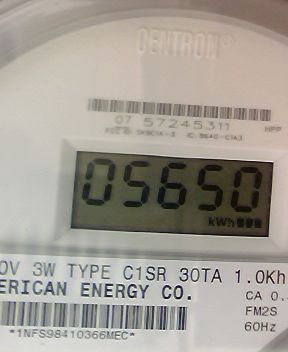 CENTRON®
07 57245311
HPP
05650
kWh
0V 3W TYPE C1SR 30TA 1.0Kh
ERICAN ENERGY CO.
CA 0.
FM2S
60Hz
*1NFS98410366MEC*